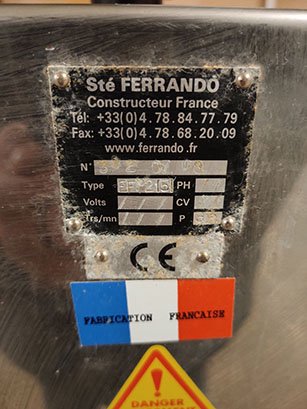 Sté FERRANDO
Constructeur France
Tél: +33(0)4.78.84.77.79
Fax: +33(0)4.78.68.20.09
www.ferrando.fr
N°
Type PH
Volts CV
Trs/mn P
CE
FABRICATION FRANCAISE
DANGER